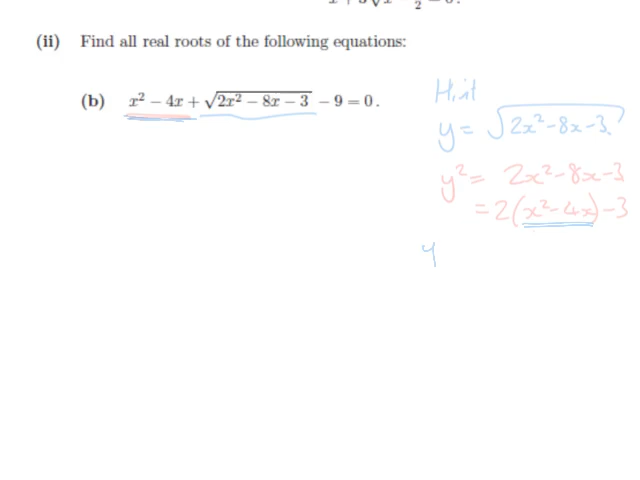 (ii) Find all real roots of the following equations:
(b) x² − 4x + √(2x² − 8x − 3) − 9 = 0.
Hint
y = √(2x² − 8x − 3)
y² = 2x² − 8x − 3
= 2(x² − 4x) − 3
y